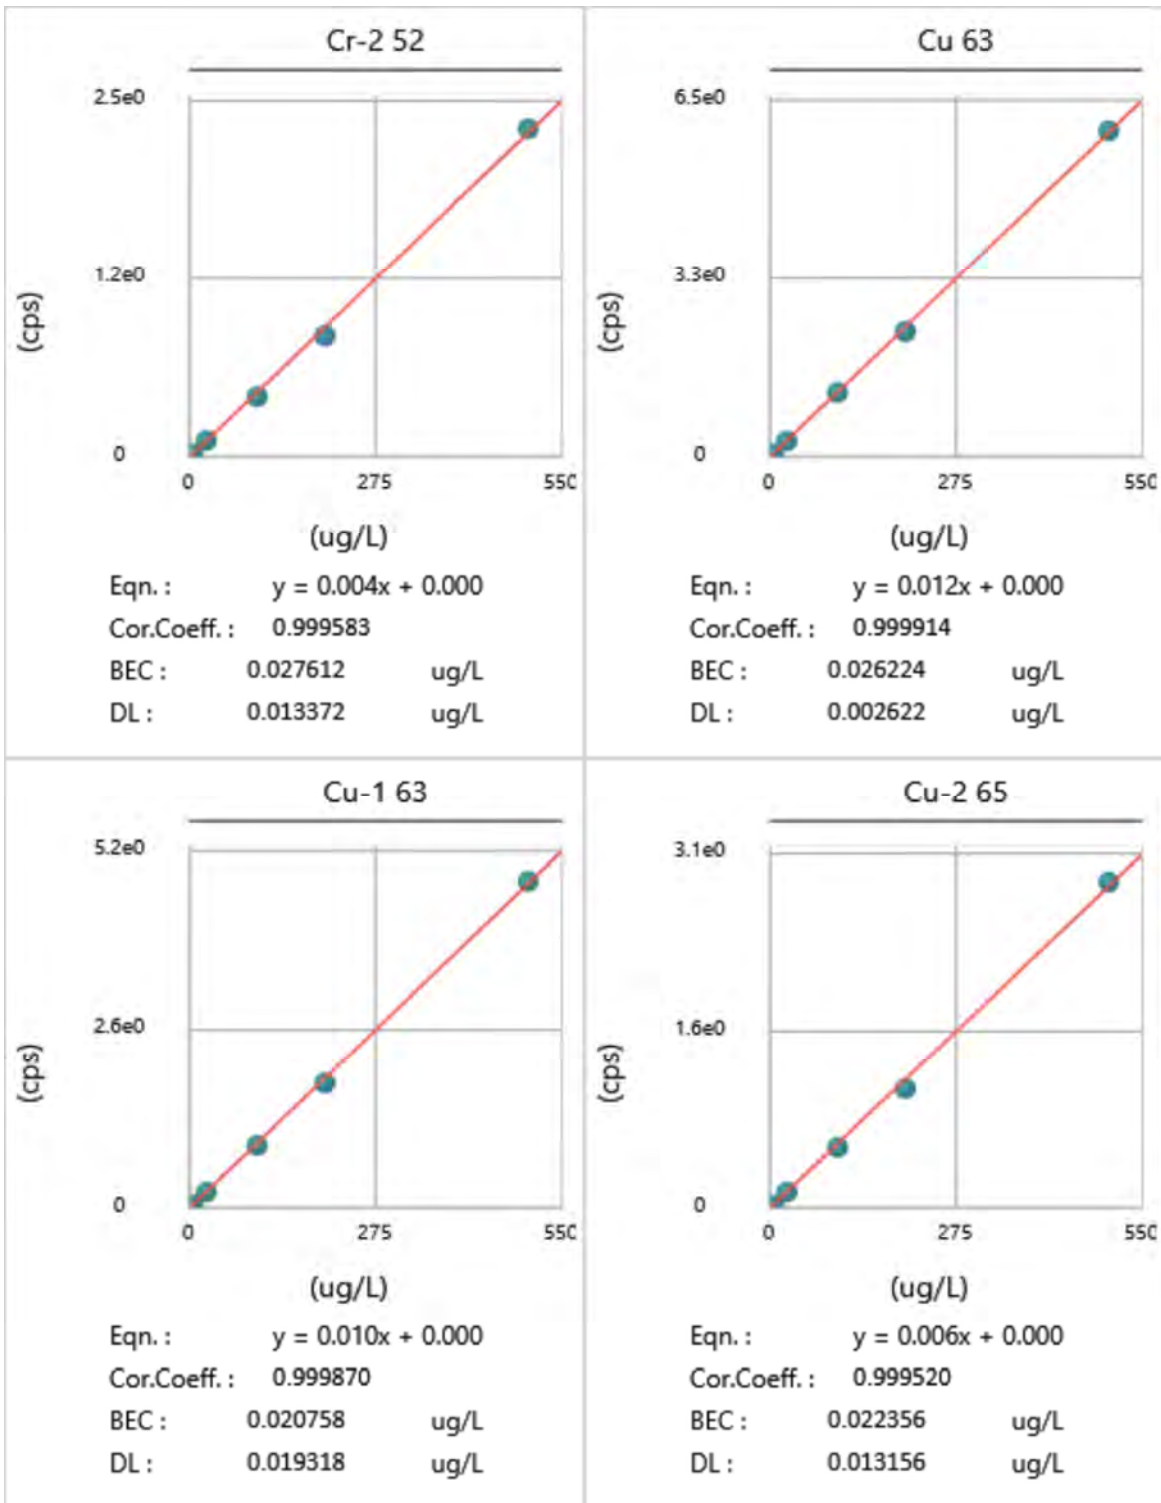 Cr-2 52
2.5e0
1.2e0
0
(cps)
0 275 550
(ug/L)
Eqn. : y = 0.004x + 0.000
Cor.Coeff. : 0.999583
BEC : 0.027612 ug/L
DL : 0.013372 ug/L
Cu 63
6.5e0
3.3e0
0
(cps)
0 275 550
(ug/L)
Eqn. : y = 0.012x + 0.000
Cor.Coeff. : 0.999914
BEC : 0.026224 ug/L
DL : 0.002622 ug/L
Cu-1 63
5.2e0
2.6e0
0
(cps)
0 275 550
(ug/L)
Eqn. : y = 0.010x + 0.000
Cor.Coeff. : 0.999870
BEC : 0.020758 ug/L
DL : 0.019318 ug/L
Cu-2 65
3.1e0
1.6e0
0
(cps)
0 275 550
(ug/L)
Eqn. : y = 0.006x + 0.000
Cor.Coeff. : 0.999520
BEC : 0.022356 ug/L
DL : 0.013156 ug/L